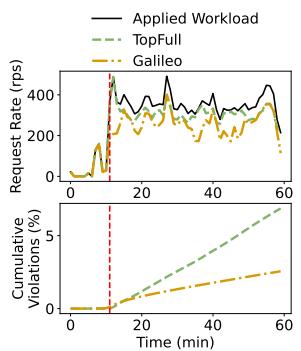 Applied Workload
TopFull
Galileo
Request Rate (rps)
400
200
0
0 20 40 60
Cumulative
Violations (%)
5
0
0 20 40 60
Time (min)